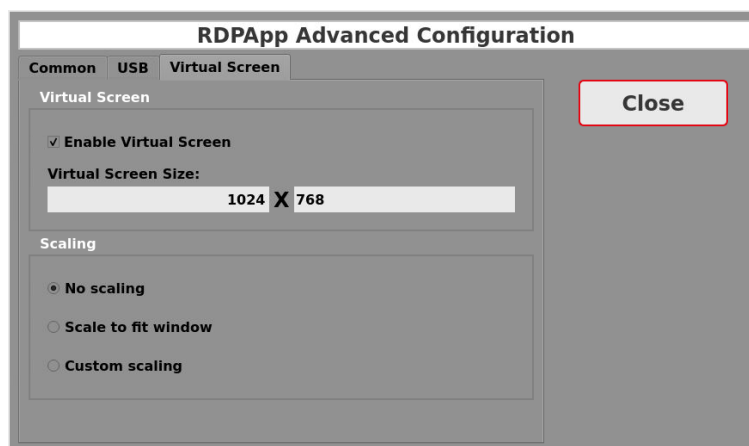 RDPApp Advanced Configuration
Common USB Virtual Screen
Close
Virtual Screen
Enable Virtual Screen
Virtual Screen Size:
1024 X 768
Scaling
No scaling
Scale to fit window
Custom scaling